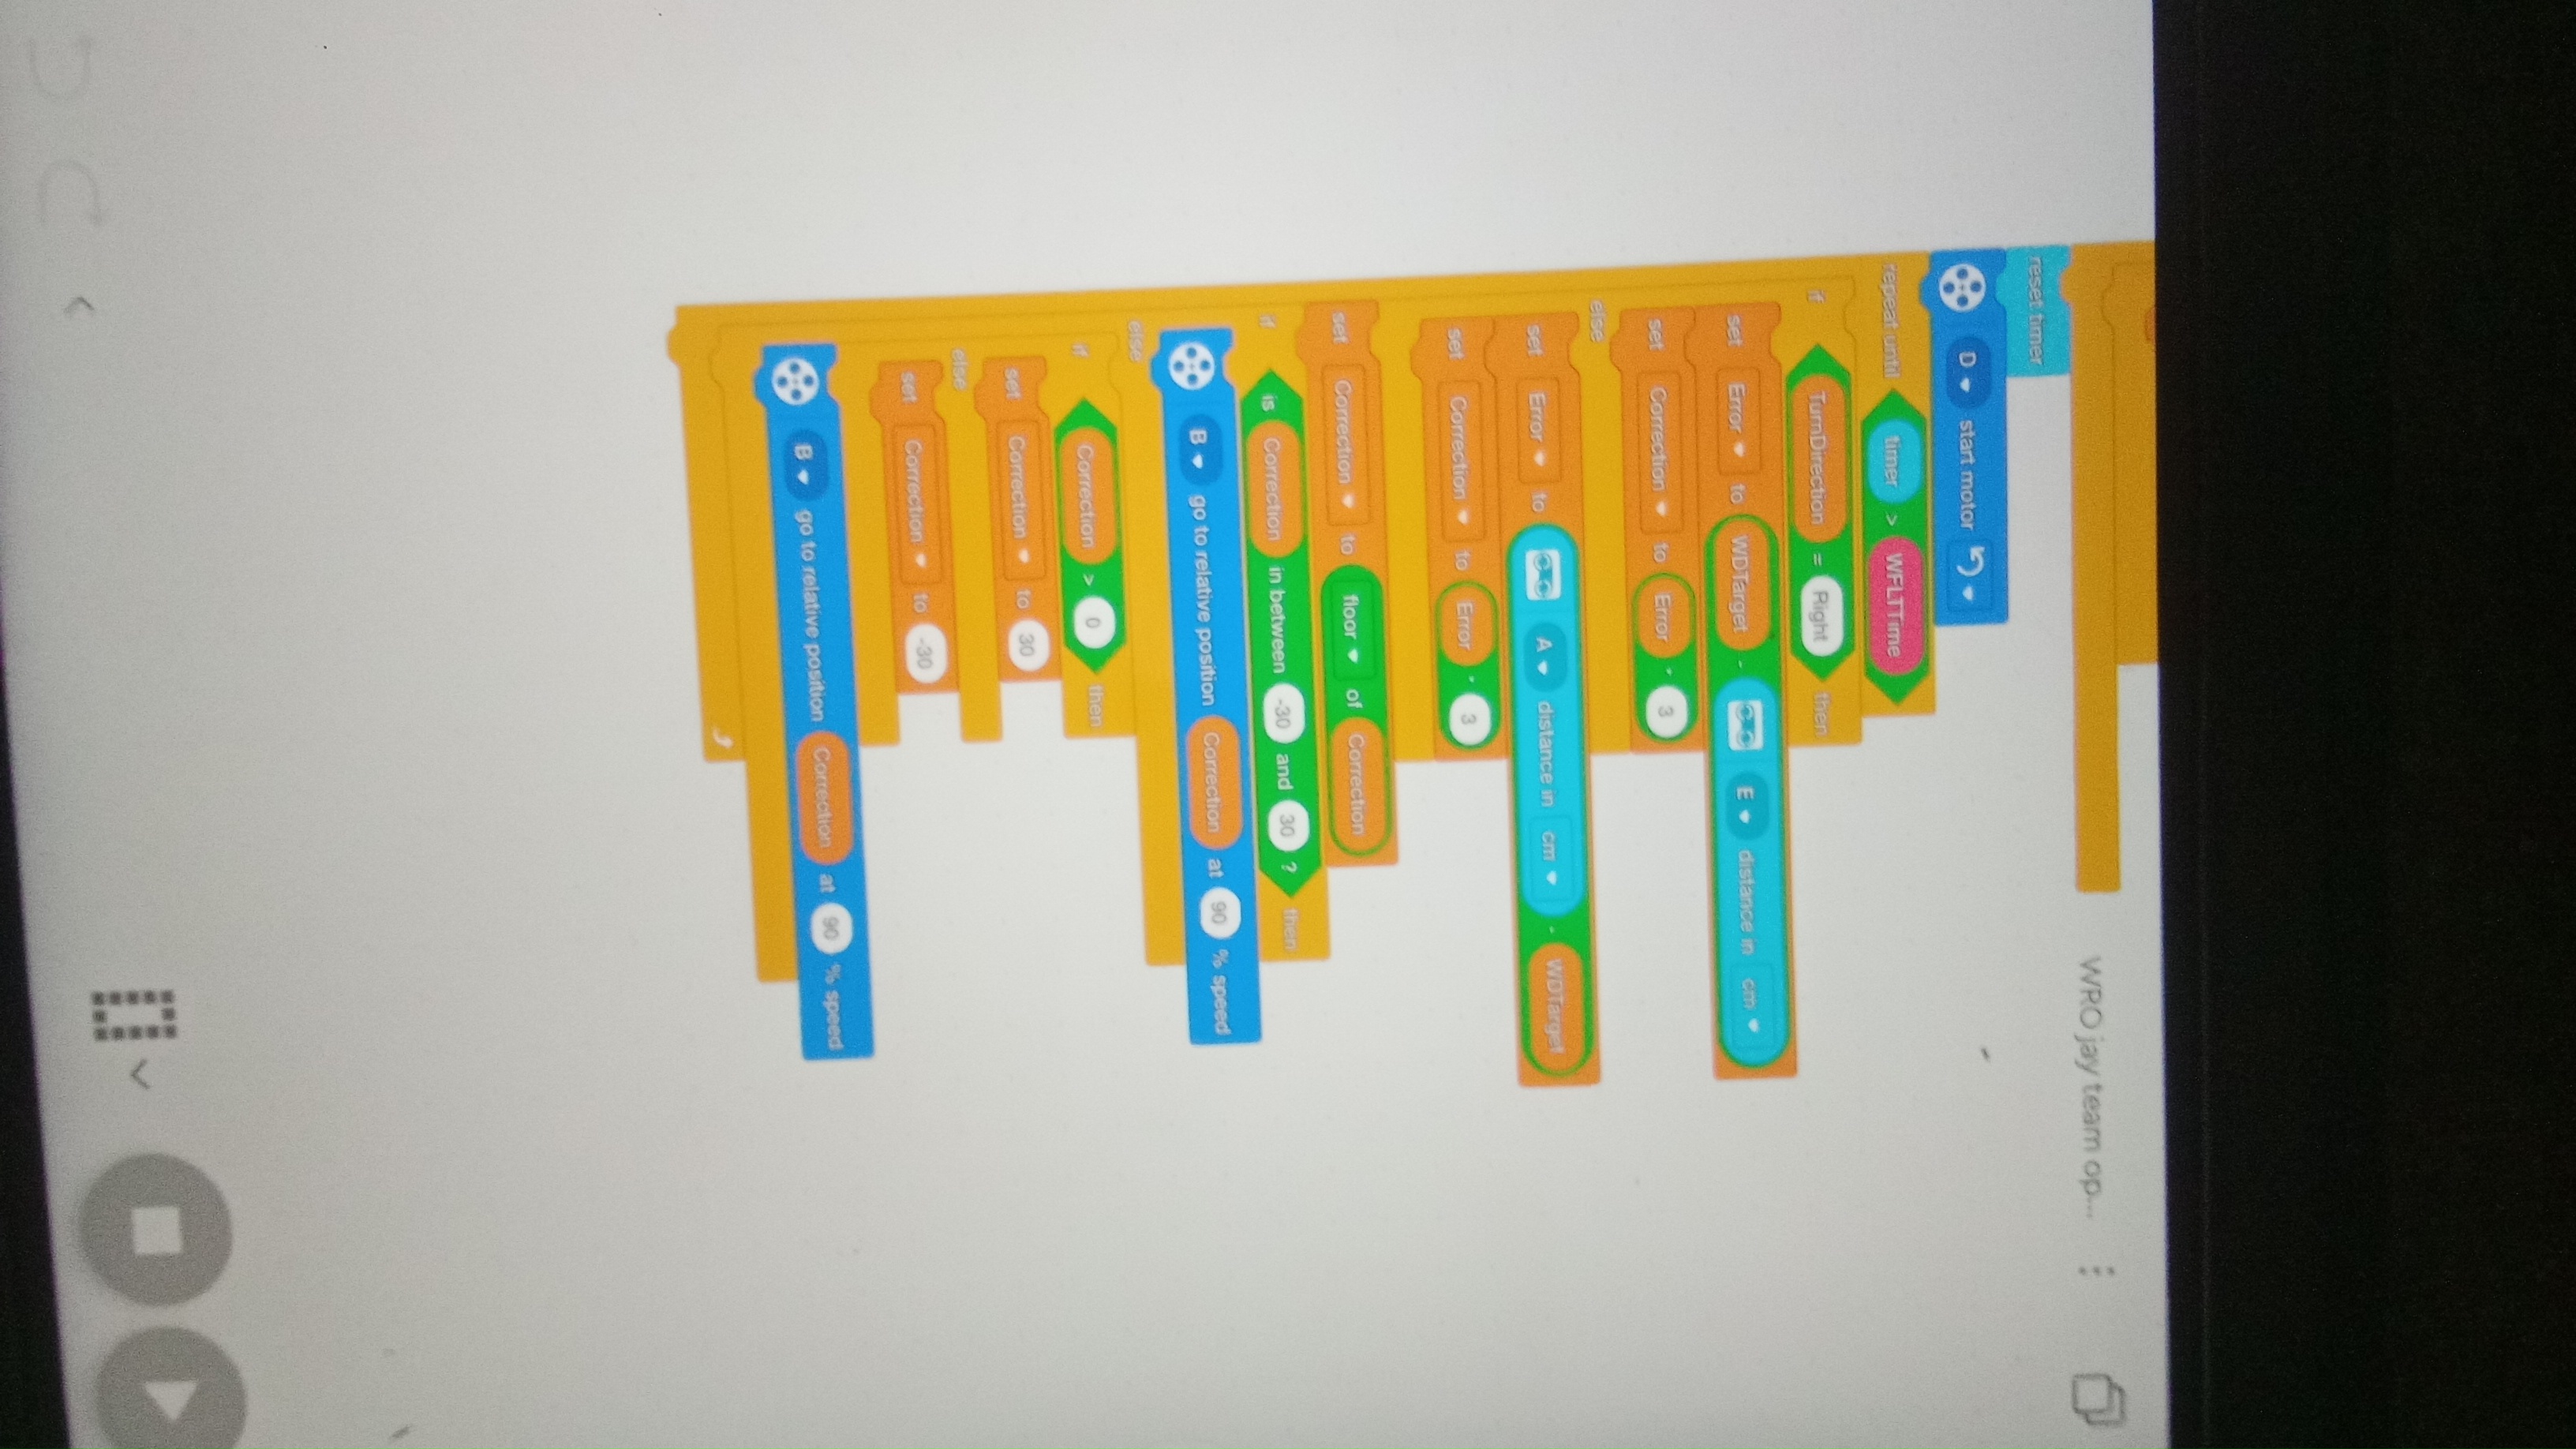 WRO jay team op...
reset timer
D start motor
repeat until timer > WFLTTime
if TurnDirection = Right then
set Error to WDTarget - E distance in cm
set Correction to Error * 3
else
set Error to A distance in cm - WDTarget
set Correction to Error * 3
set Correction to floor of Correction
if is Correction in between -30 and 30 ? then
B go to relative position Correction at 90 % speed
else
if Correction > 0 then
set Correction to 30
else
set Correction to -30
B go to relative position Correction at 90 % speed